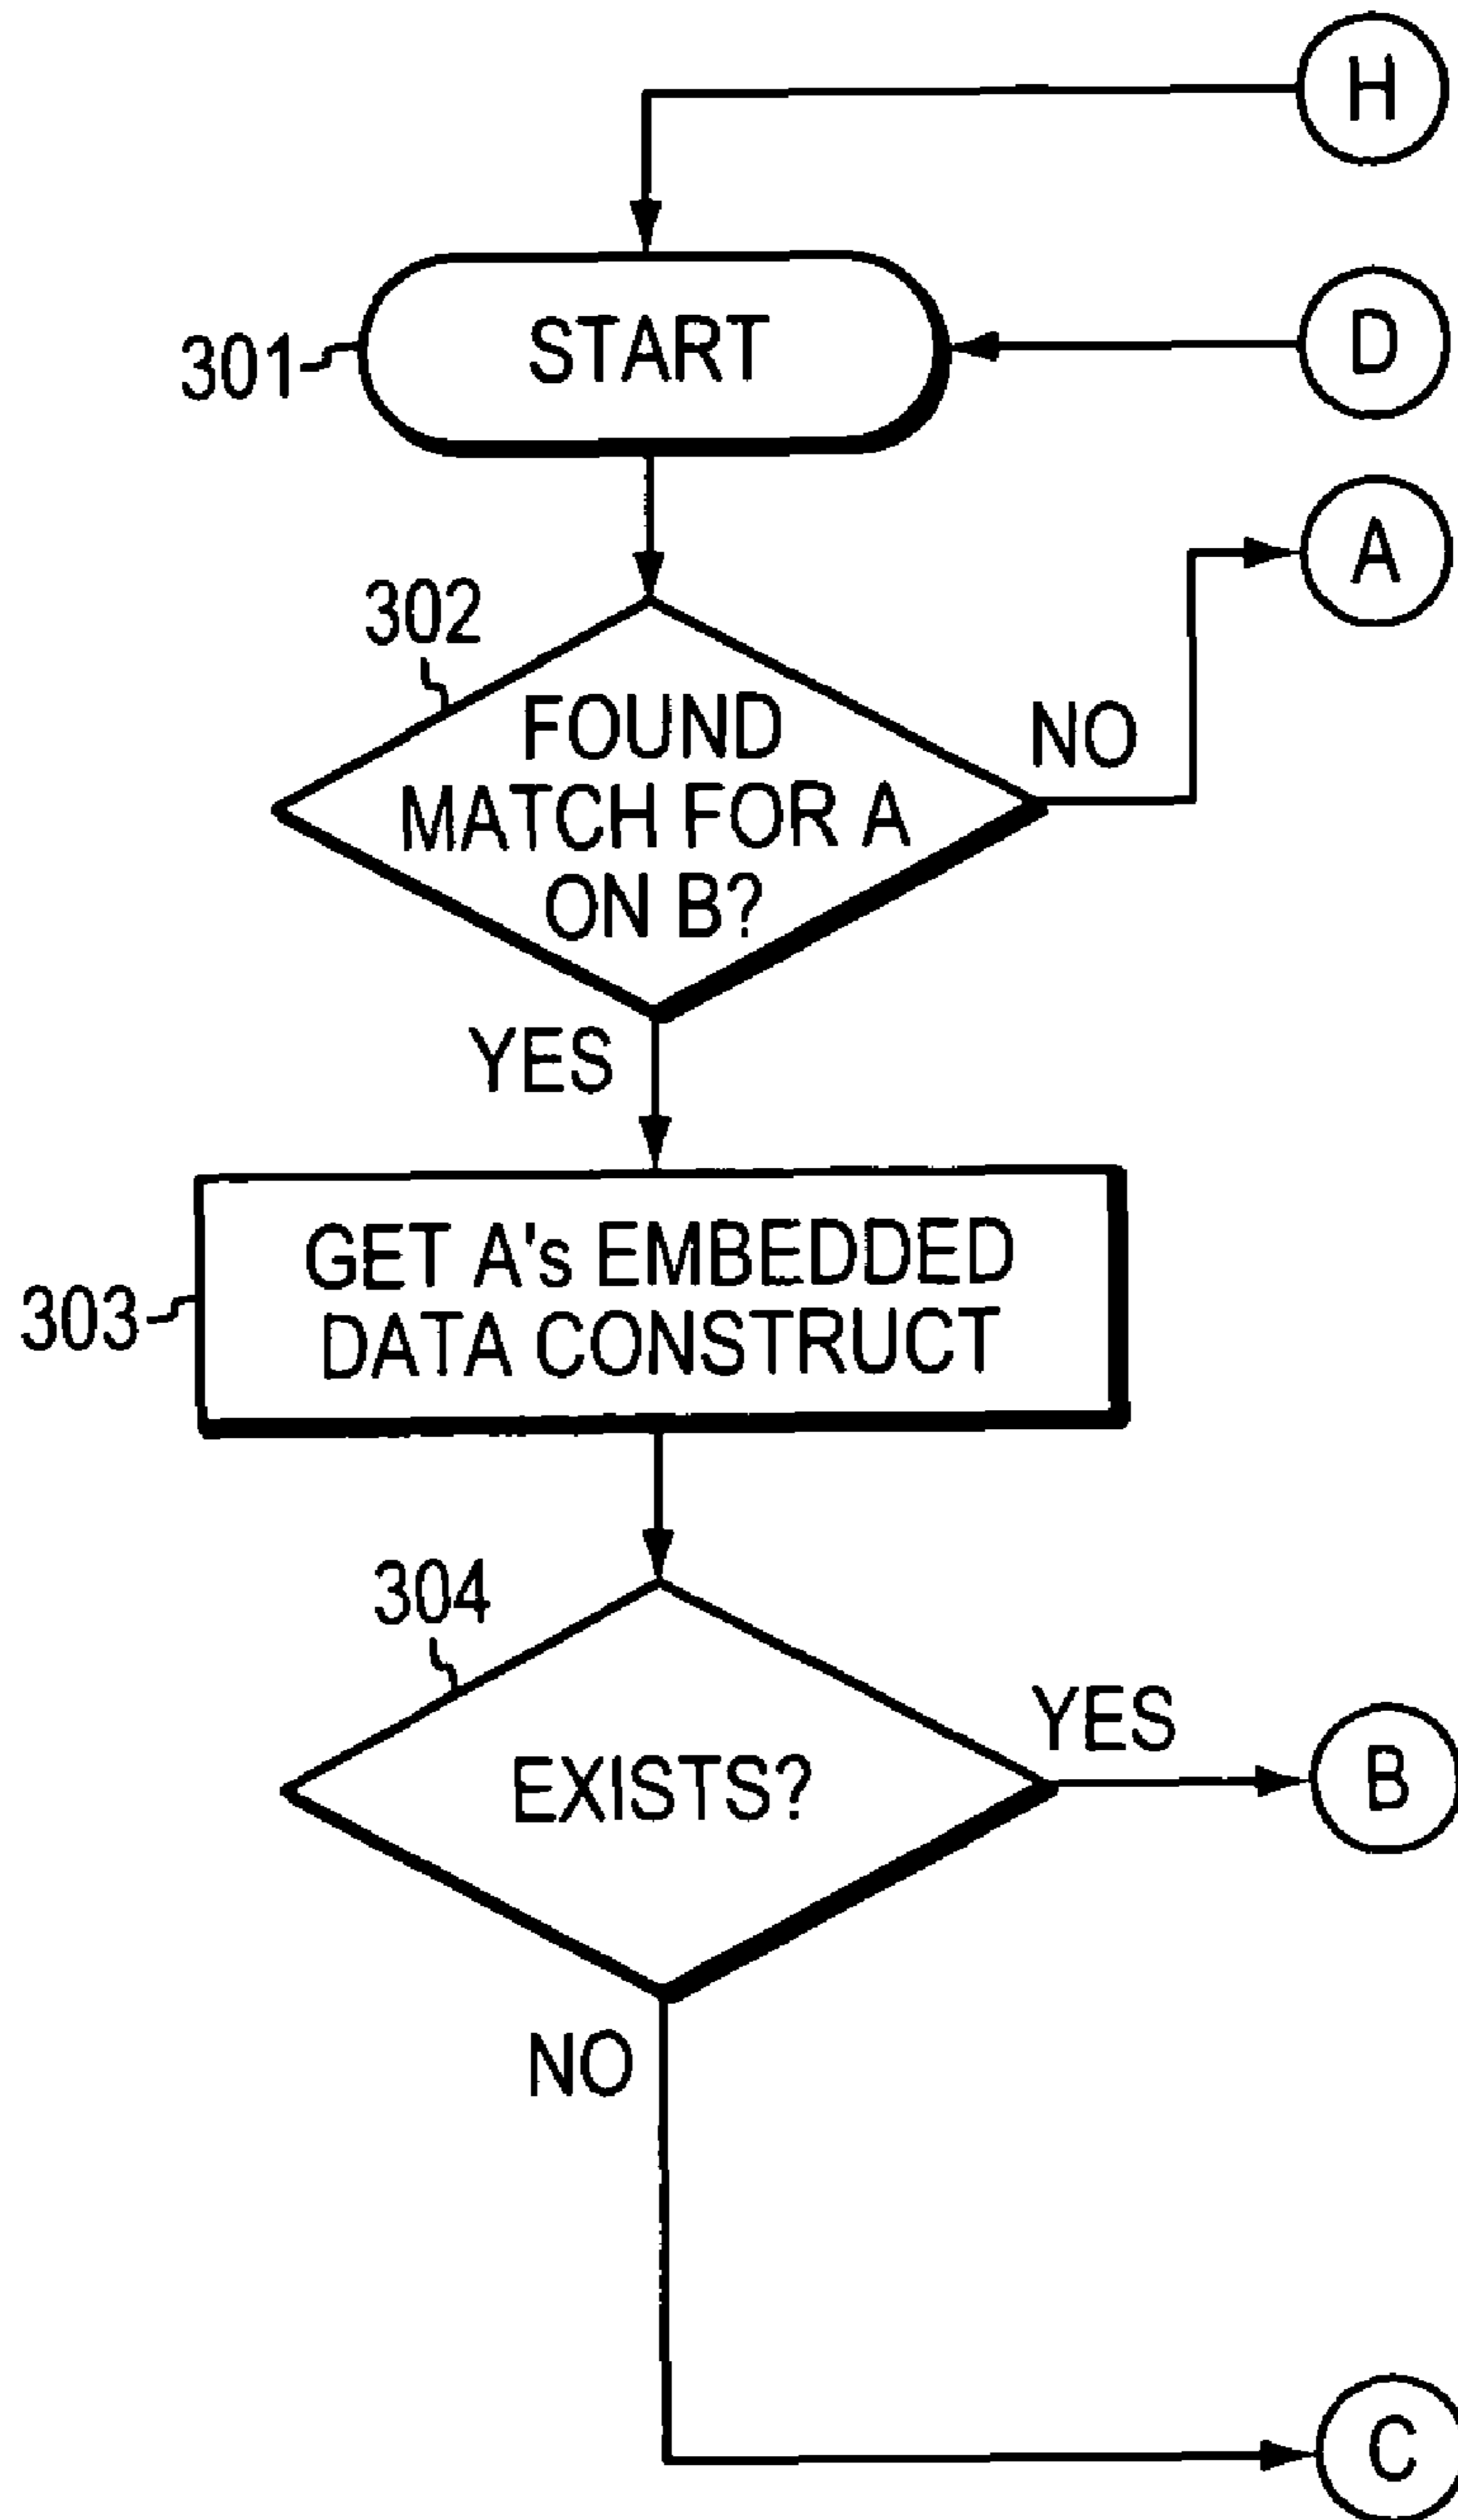 H
START
301
D
A
302
FOUND
MATCH FOR A
ON B?
NO
YES
GET A's EMBEDDED
DATA CONSTRUCT
303
304
EXISTS?
YES
B
NO
C